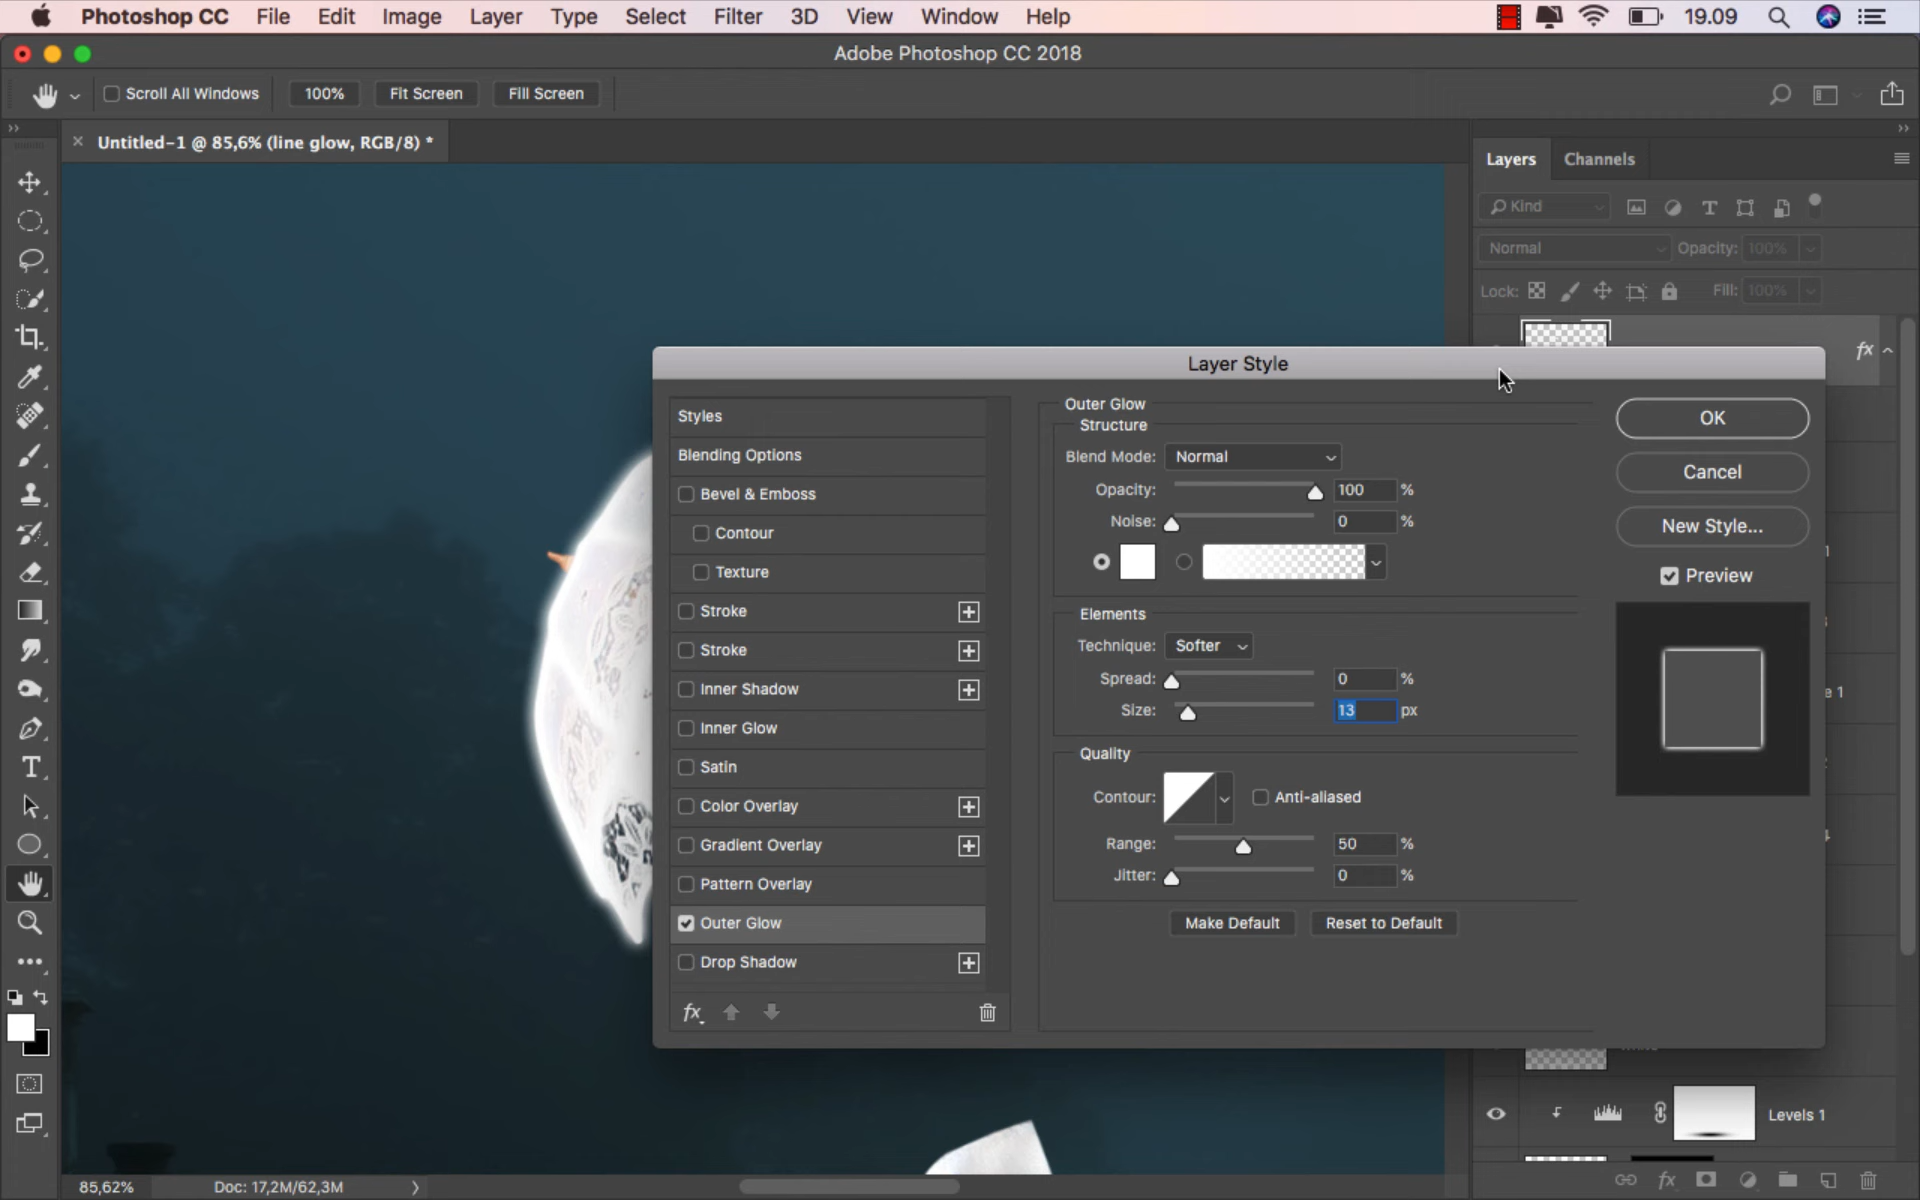 Photoshop CC File Edit Image Layer Type Select Filter 3D View Window Help 19.09
Adobe Photoshop CC 2018
Scroll All Windows 100% Fit Screen Fill Screen
Untitled-1 @ 85,6% (line glow, RGB/8) *
Layers Channels
Kind
Normal Opacity: 100%
Lock: Fill: 100%
fx
Layer Style
Styles
Blending Options
Bevel & Emboss
Contour
Texture
Stroke
Stroke
Inner Shadow
Inner Glow
Satin
Color Overlay
Gradient Overlay
Pattern Overlay
Outer Glow
Drop Shadow
fx
Outer Glow
Structure
Blend Mode: Normal
Opacity: 100 %
Noise: 0 %
Elements
Technique: Softer
Spread: 0 %
Size: 13 px
Quality
Contour: Anti-aliased
Range: 50 %
Jitter: 0 %
Make Default Reset to Default
OK
Cancel
New Style...
Preview
e 1
Levels 1
fx
85,62% Doc: 17,2M/62,3M